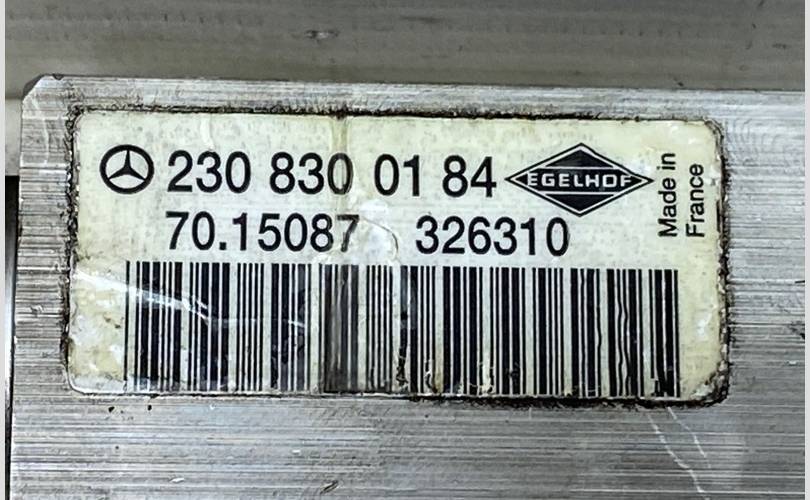 230 830 01 84 EGELHOF
70.15087 326310
Made in
France